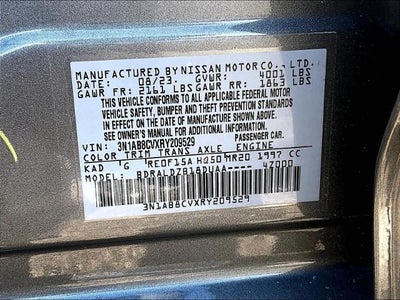 MANUFACTURED BY NISSAN MOTOR CO., LTD.
DATE: 08/23. GVWR: 4001 LBS
GAWR FR: 2161 LBS GAWR RR: 1863 LBS
THIS VEHICLE CONFORMS TO ALL APPLICABLE FEDERAL MOTOR
VEHICLE SAFETY, BUMPER AND THEFT PREVENTION STANDARDS
IN EFFECT ON THE DATE OF MANUFACTURE SHOWN ABOVE.
SEE OWNER'S MANUAL FOR ADDITIONAL INFORMATION.
VIN: 3N1AB8CVXRY209529 PASSENGER CAR.
COLOR TRIM TRANS AXLE ENGINE
KAD 'G RE0F15A HQ50 MR20 1997 CC
MODEL: BDRALDZB18DUAA---- 4Z000
3N1AB8CVXRY209529